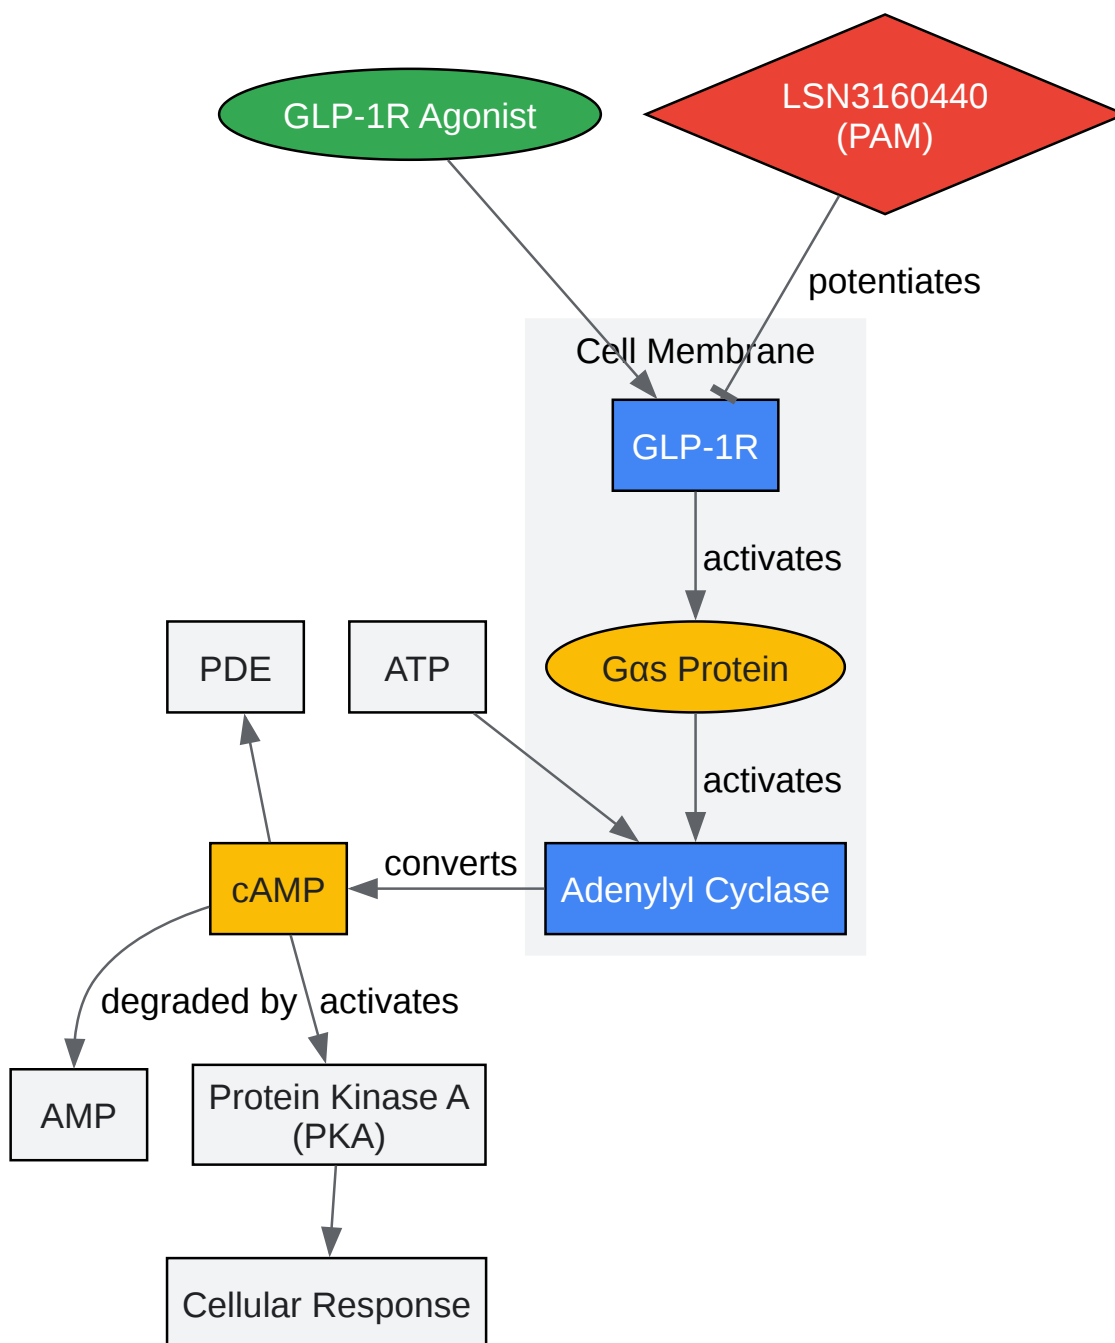 GLP-1R Agonist
LSN3160440
(PAM)
potentiates
Cell Membrane
GLP-1R
activates
PDE
ATP
Gαs Protein
activates
converts
cAMP
Adenylyl Cyclase
degraded by
activates
AMP
Protein Kinase A
(PKA)
Cellular Response